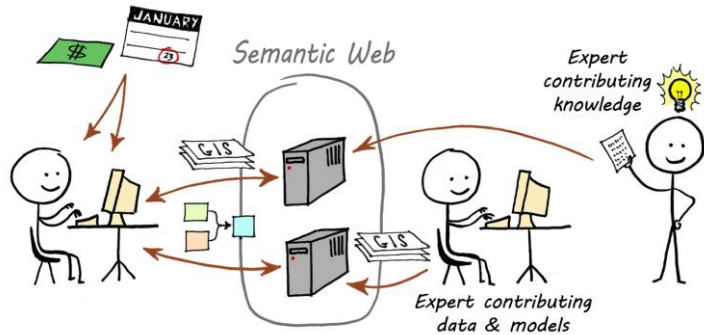 JANUARY
23
$
Semantic Web
Expert
contributing
knowledge
GIS
GIS
Expert contributing
data & models